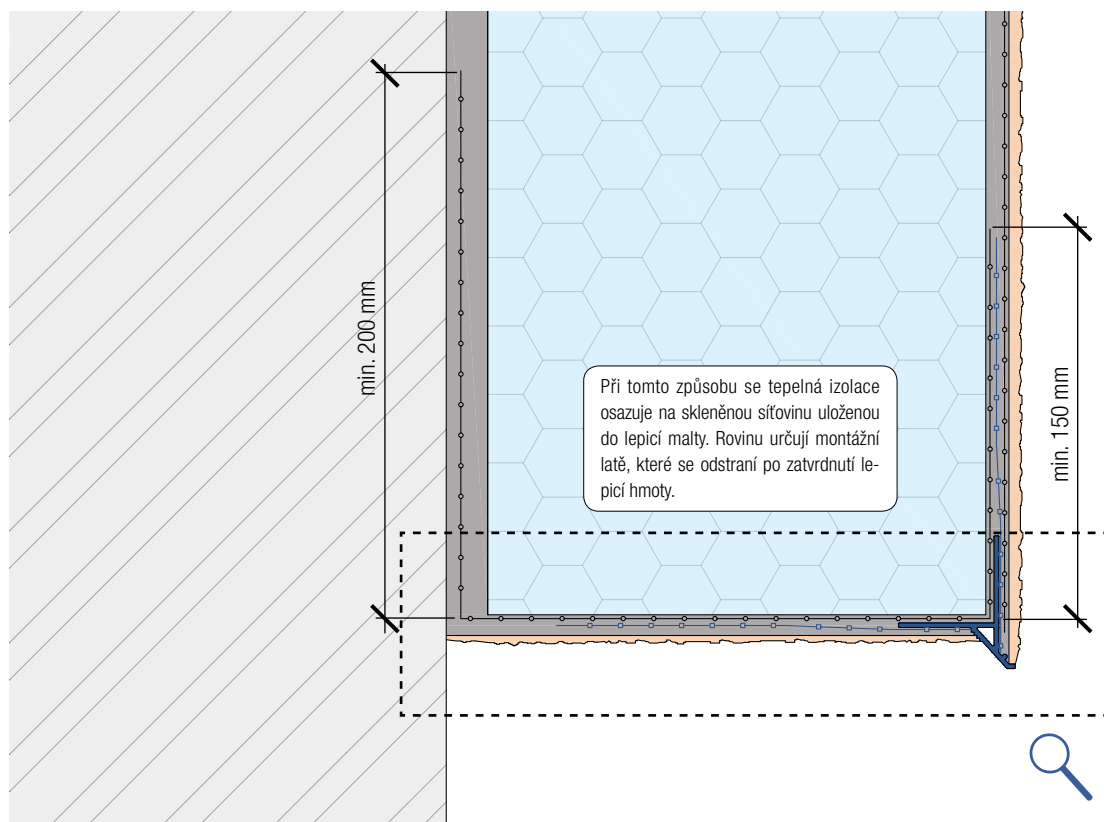 min. 200 mm
Při tomto způsobu se tepelná izolace
osazuje na skleněnou síťovinu uloženou
do lepicí malty. Rovinu určují montážní
latě, které se odstraní po zatvrdnutí le-
picí hmoty.
min. 150 mm